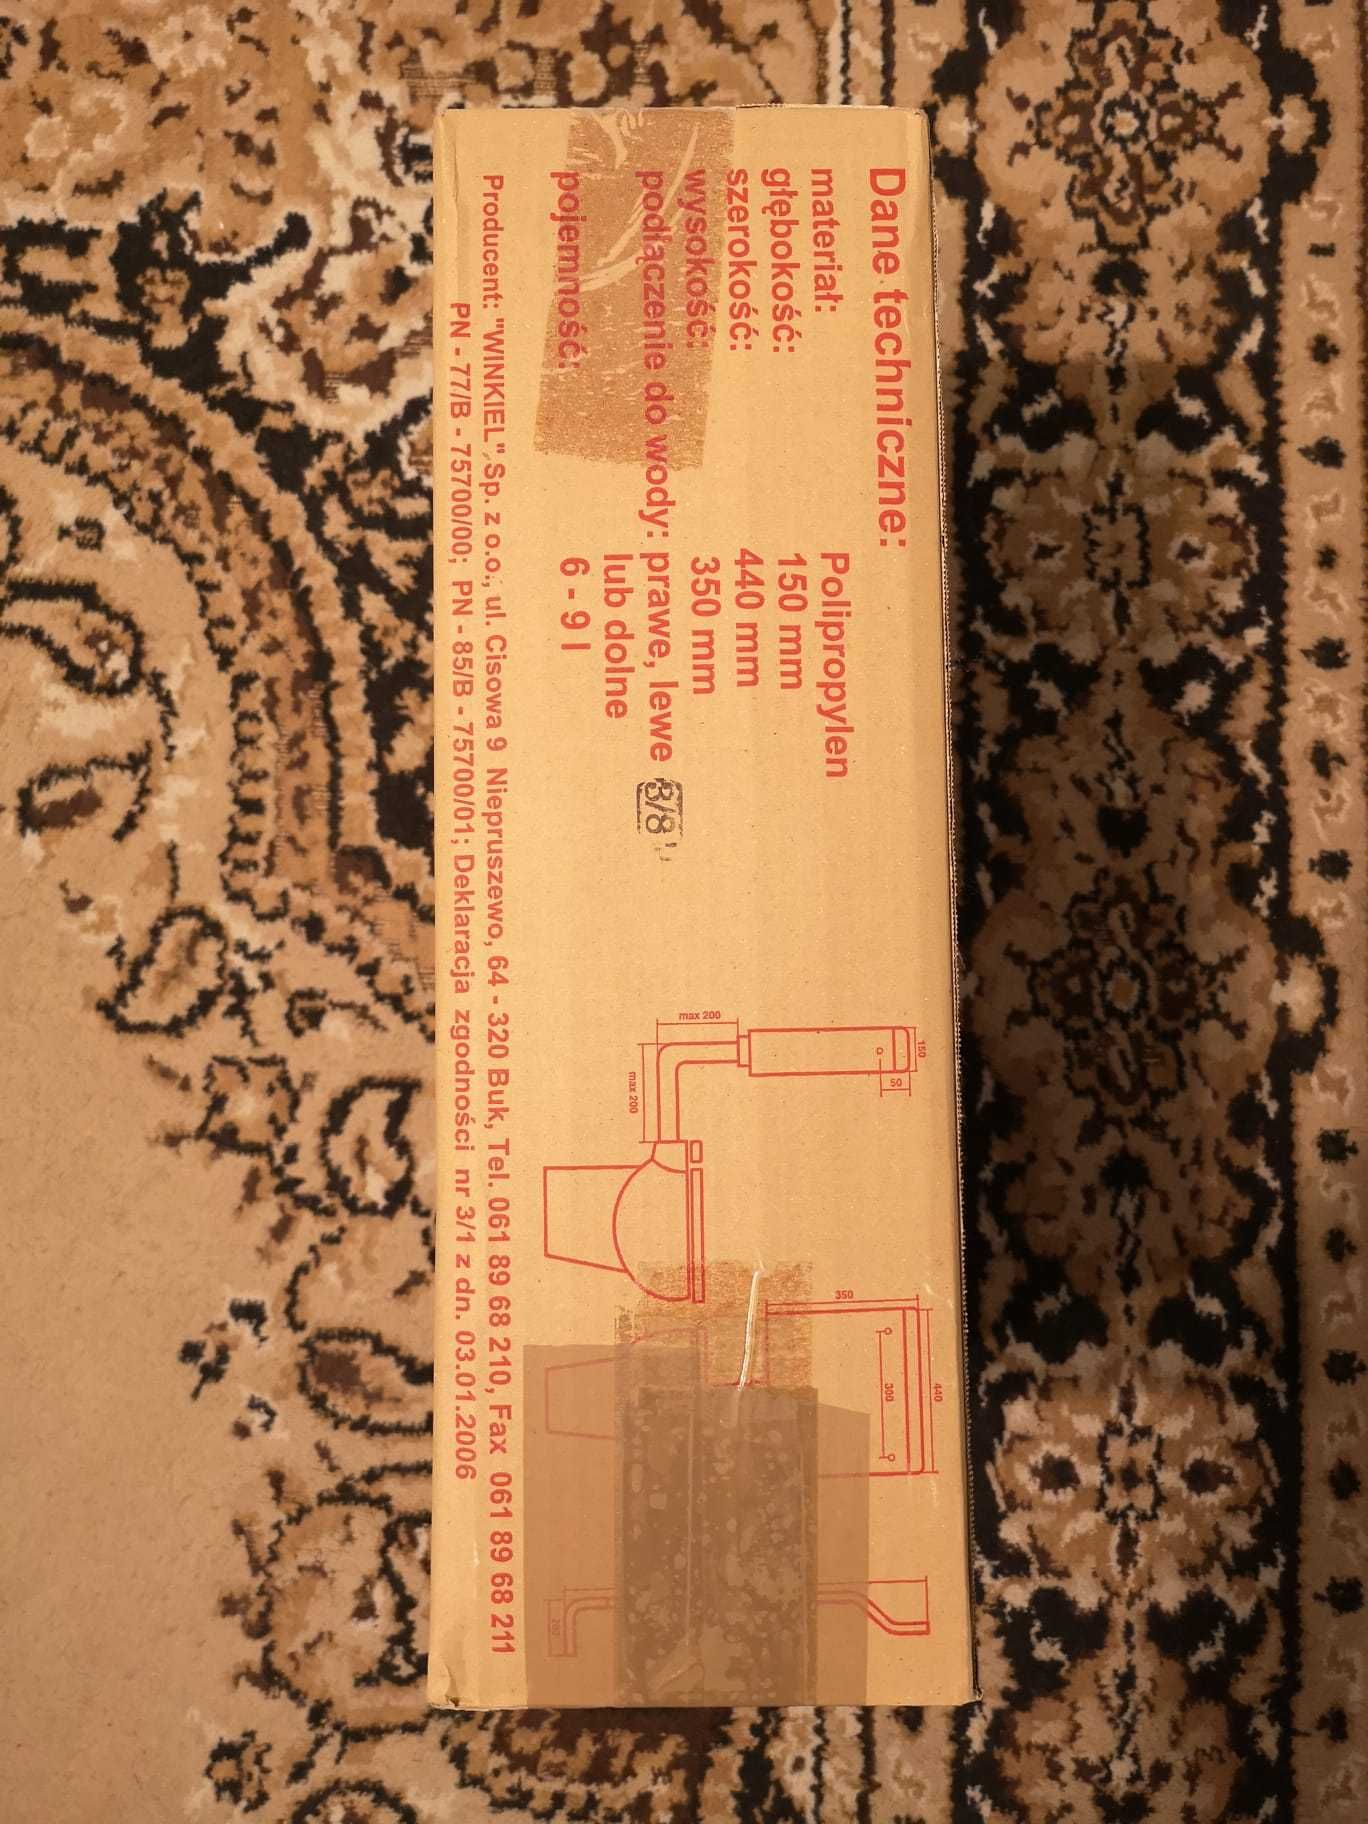 Dane techniczne:
materiał: Polipropylen
głębokość: 150 mm
szerokość: 440 mm
wysokość: 350 mm
podłączenie do wody: prawe, lewe 3/8"
lub dolne
pojemność: 6 - 9 l
Producent: "WINKIEL" Sp. z o.o., ul. Cisowa 9 Niepruszewo, 64 - 320 Buk, Tel. 061 89 68 210, Fax 061 89 68 211
PN - 77/B - 75700/00; PN - 85/B - 75700/01; Deklaracja zgodności nr 3/1 z dn. 03.01.2006
150
50
max 200
max 200
440
350
300